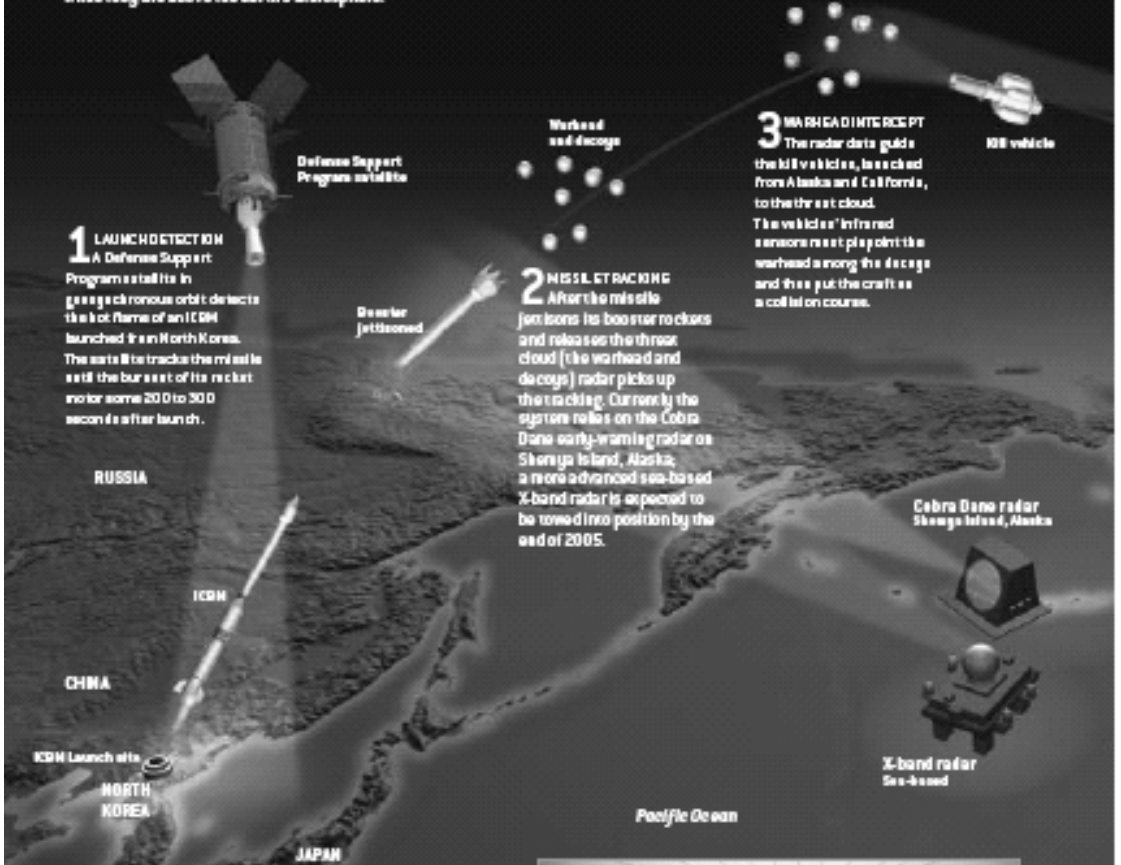 Defense Support
Program satellite
1 LAUNCH DETECTION
A Defense Support
Program satellite in
geosynchronous orbit detects
the hot flame of an ICBM
launched from North Korea.
The satellite tracks the missile
until the burnout of its rocket
motor some 200 to 300
seconds after launch.
Booster
jettisoned
Warhead
and decoys
2 MISSILE TRACKING
After the missile
jettisons its booster rockets
and releases the threat
cloud (the warhead and
decoys) radar picks up
the tracking. Currently the
system relies on the Cobra
Dane early-warning radar on
Shemya Island, Alaska;
a more advanced sea-based
X-band radar is expected to
be towed into position by the
end of 2005.
3 WARHEAD INTERCEPT
The radar data guide
the kill vehicles, launched
from Alaska and California,
to the threat cloud.
The vehicles' infrared
sensors must pinpoint the
warhead among the decoys
and then put the craft on
a collision course.
Kill vehicle
RUSSIA
ICBM
CHINA
ICBM Launch site
NORTH
KOREA
JAPAN
Cobra Dane radar
Shemya Island, Alaska
X-band radar
Sea-based
Pacific Ocean